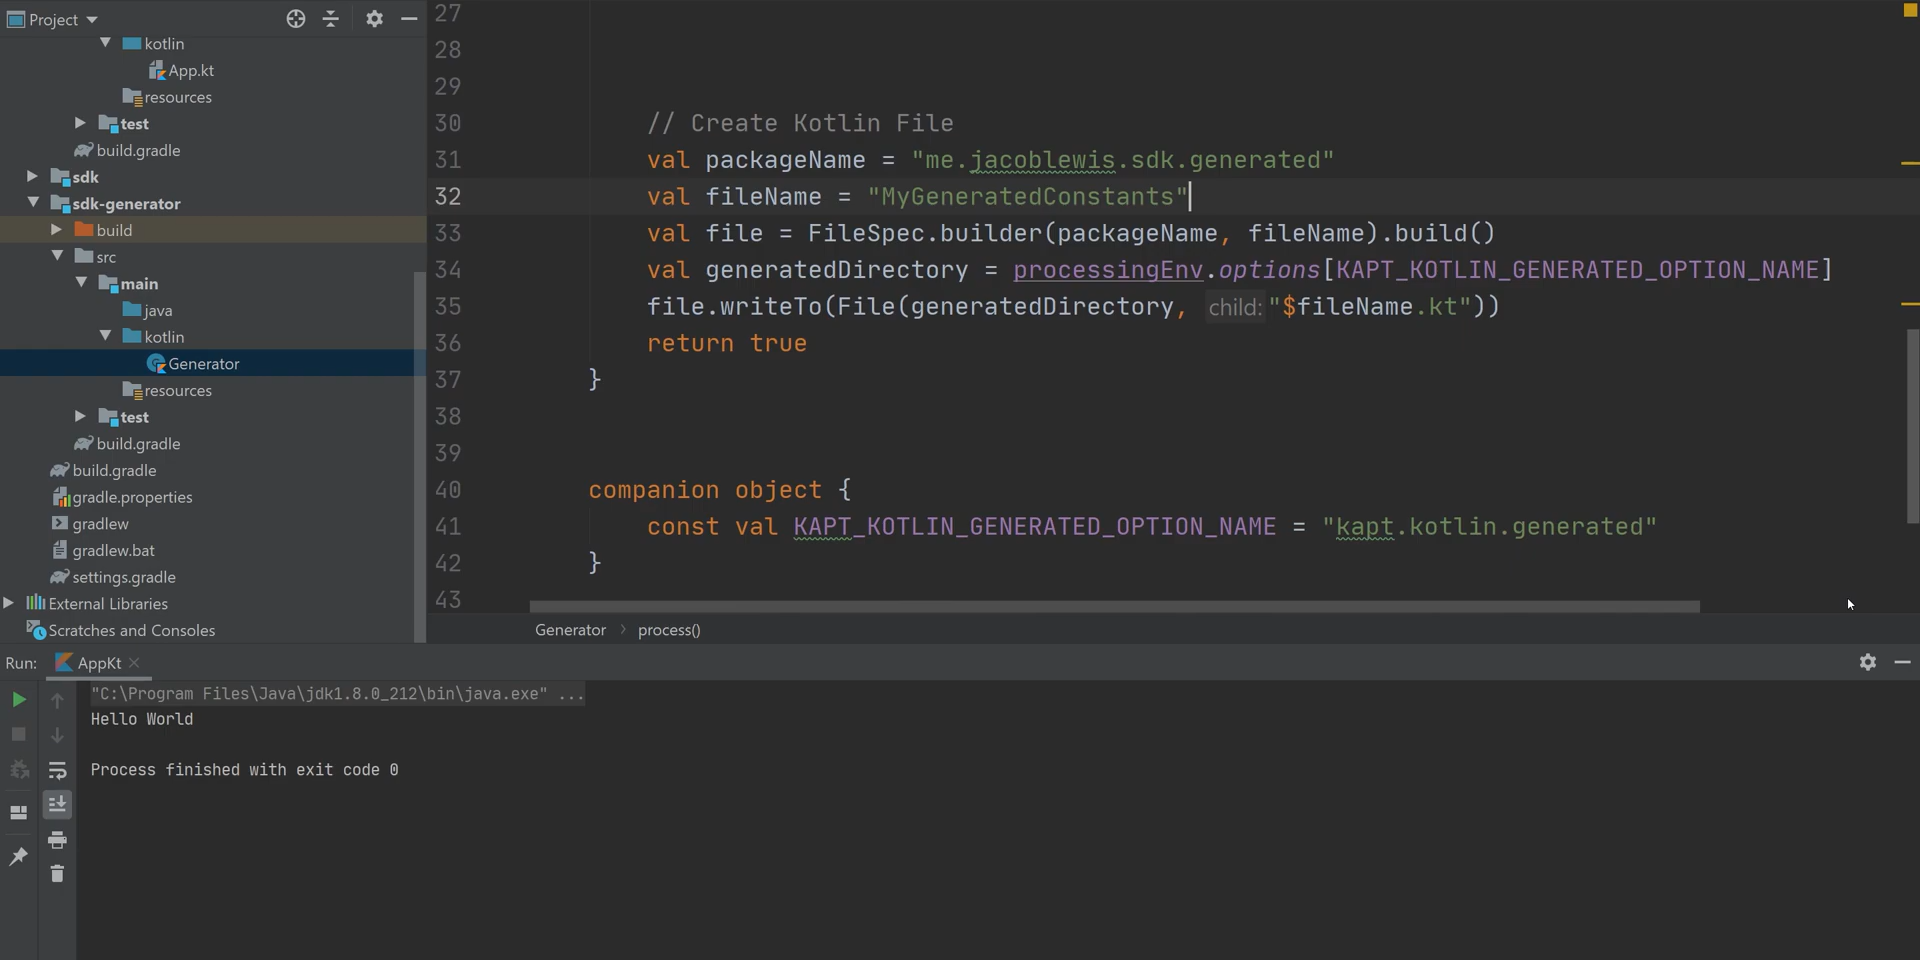 Project
kotlin
App.kt
resources
test
build.gradle
sdk
sdk-generator
build
src
main
java
kotlin
Generator
resources
test
build.gradle
build.gradle
gradle.properties
gradlew
gradlew.bat
settings.gradle
External Libraries
Scratches and Consoles
27
28
29
30 // Create Kotlin File
31 val packageName = "me.jacoblewis.sdk.generated"
32 val fileName = "MyGeneratedConstants"
33 val file = FileSpec.builder(packageName, fileName).build()
34 val generatedDirectory = processingEnv.options[KAPT_KOTLIN_GENERATED_OPTION_NAME]
35 file.writeTo(File(generatedDirectory, child: "$fileName.kt"))
36 return true
37 }
38
39
40 companion object {
41 const val KAPT_KOTLIN_GENERATED_OPTION_NAME = "kapt.kotlin.generated"
42 }
43
Generator > process()
Run: AppKt
"C:\Program Files\Java\jdk1.8.0_212\bin\java.exe" ...
Hello World
Process finished with exit code 0